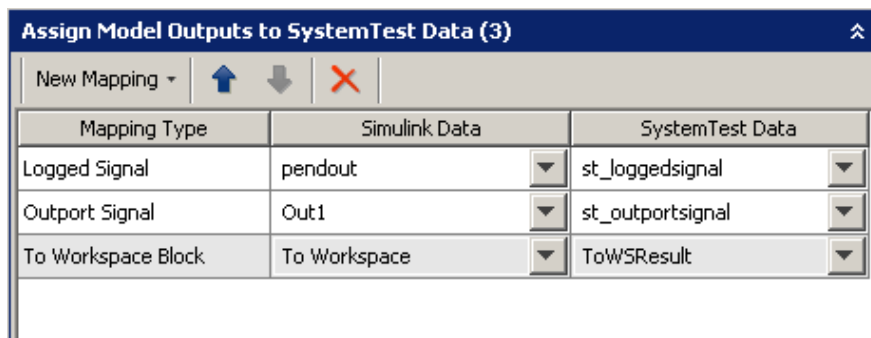 Assign Model Outputs to SystemTest Data (3)
New Mapping
Mapping Type Simulink Data SystemTest Data
Logged Signal pendout st_loggedsignal
Outport Signal Out1 st_outportsignal
To Workspace Block To Workspace ToWSResult